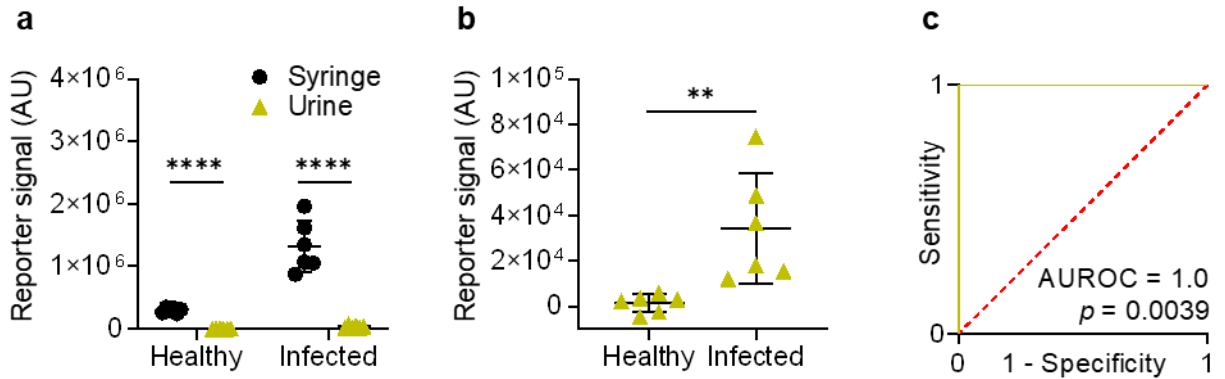 a
Reporter signal (AU)
4×10⁶
3×10⁶
2×10⁶
1×10⁶
0
Syringe
Urine
****
****
Healthy
Infected
b
Reporter signal (AU)
1×10⁵
8×10⁴
6×10⁴
4×10⁴
2×10⁴
0
**
Healthy
Infected
c
Sensitivity
1
0
AUROC = 1.0
p = 0.0039
0
1 - Specificity
1